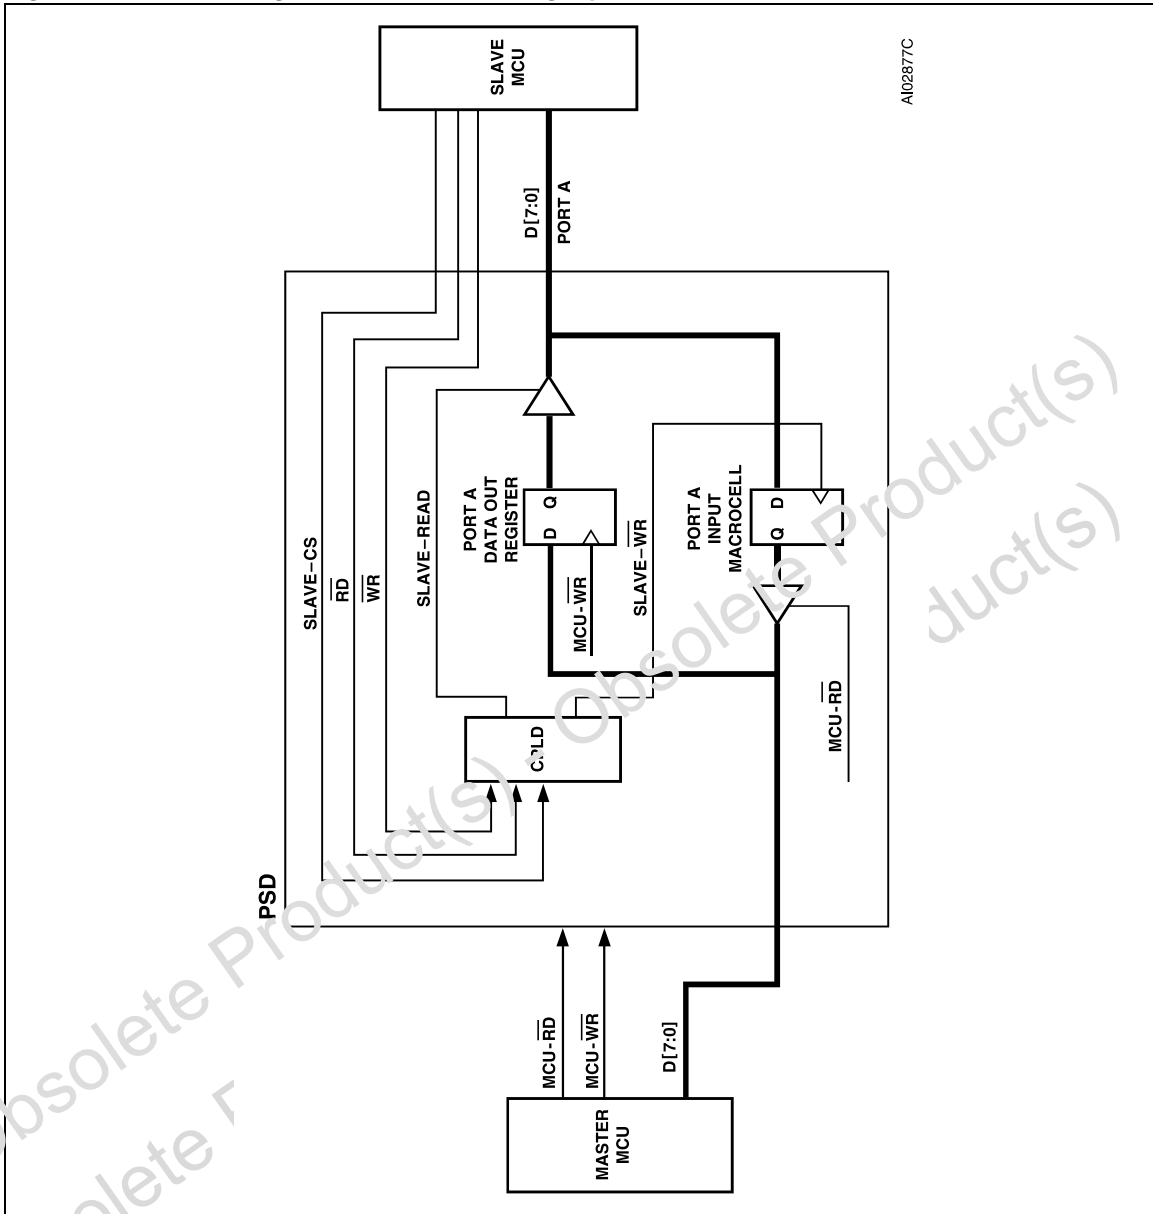 SLAVE
MCU
AI02877C
D[7:0]
PORT A
SLAVE–CS
RD
WR
SLAVE–READ
PORT A
DATA OUT
REGISTER
D Q
MCU-WR
SLAVE–WR
PORT A
INPUT
MACROCELL
Q D
MCU-RD
CPLD
PSD
MCU-RD
MCU-WR
D[7:0]
MASTER
MCU
Obsolete Product(s) - Obsolete Product(s)